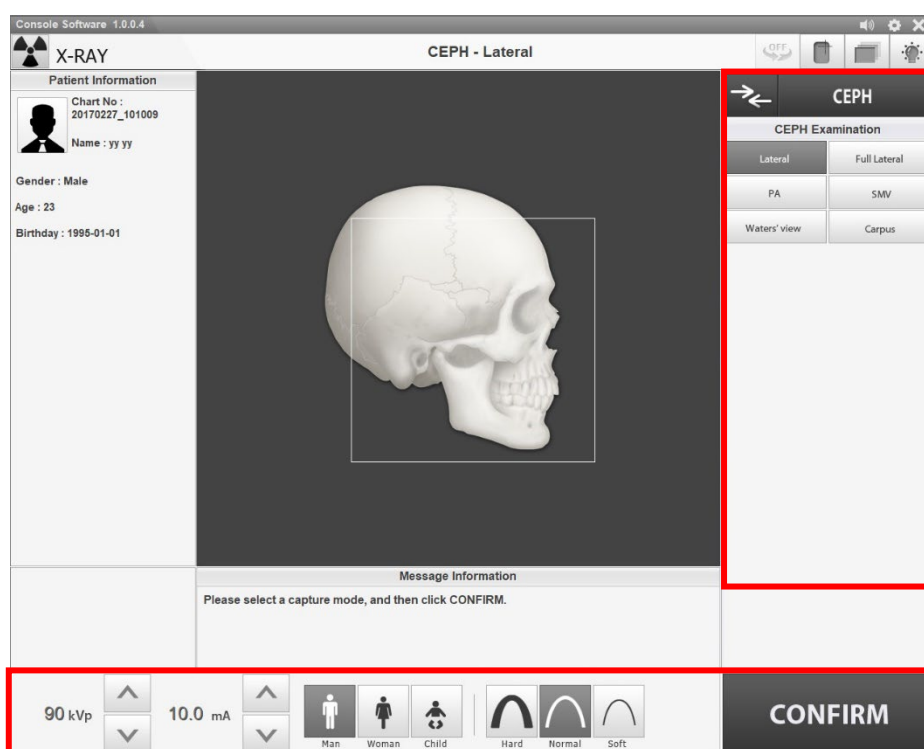 Console Software 1.0.0.4
X-RAY
CEPH - Lateral
OFF
Patient Information
Chart No :
20170227_101009
Name : yy yy
Gender : Male
Age : 23
Birthday : 1995-01-01
CEPH
CEPH Examination
Lateral
Full Lateral
PA
SMV
Waters' view
Carpus
Message Information
Please select a capture mode, and then click CONFIRM.
90 kVp
10.0 mA
Man
Woman
Child
Hard
Normal
Soft
CONFIRM